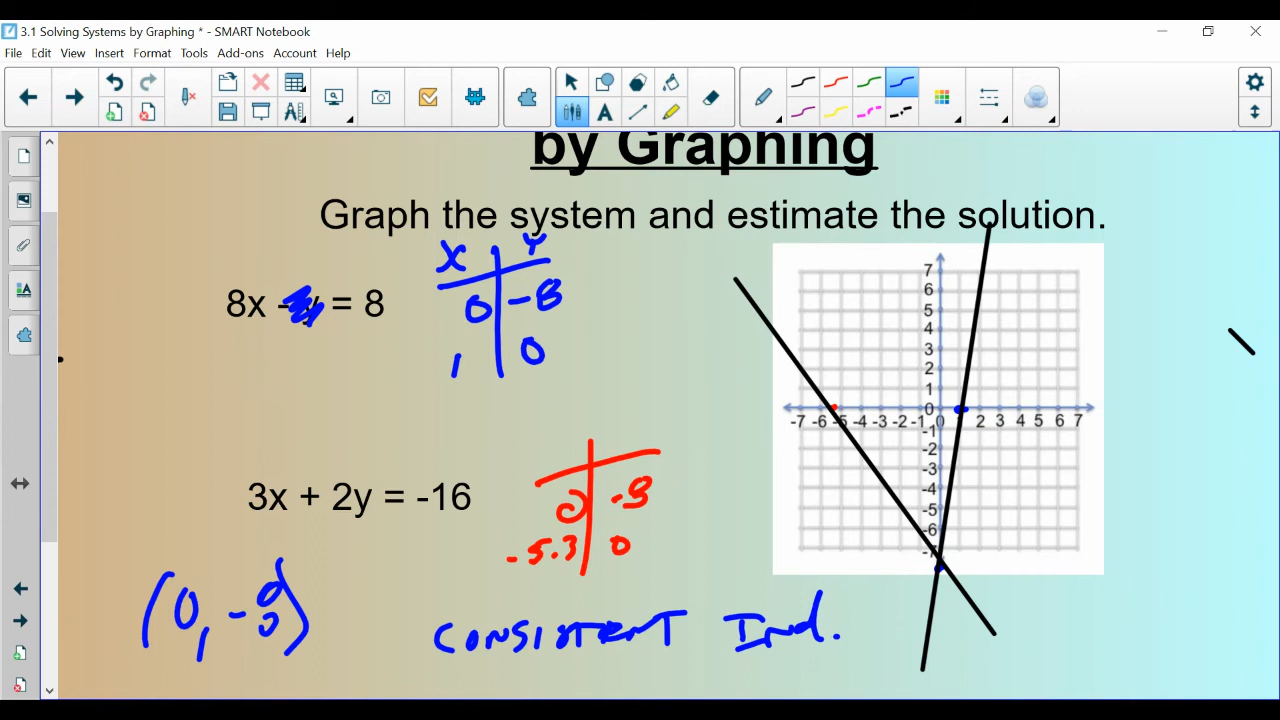 3.1 Solving Systems by Graphing * - SMART Notebook
File Edit View Insert Format Tools Add-ons Account Help
by Graphing
Graph the system and estimate the solution.
8x - y = 8
X Y
0 -8
1 0
7
6
5
4
3
2
1
0
-7 -6 -5 -4 -3 -2 -1 0 2 3 4 5 6 7
-1
-2
-3
-4
-5
-6
-7
3x + 2y = -16
0 -8
-5.3 0
(0, -8)
CONSISTENT Ind.